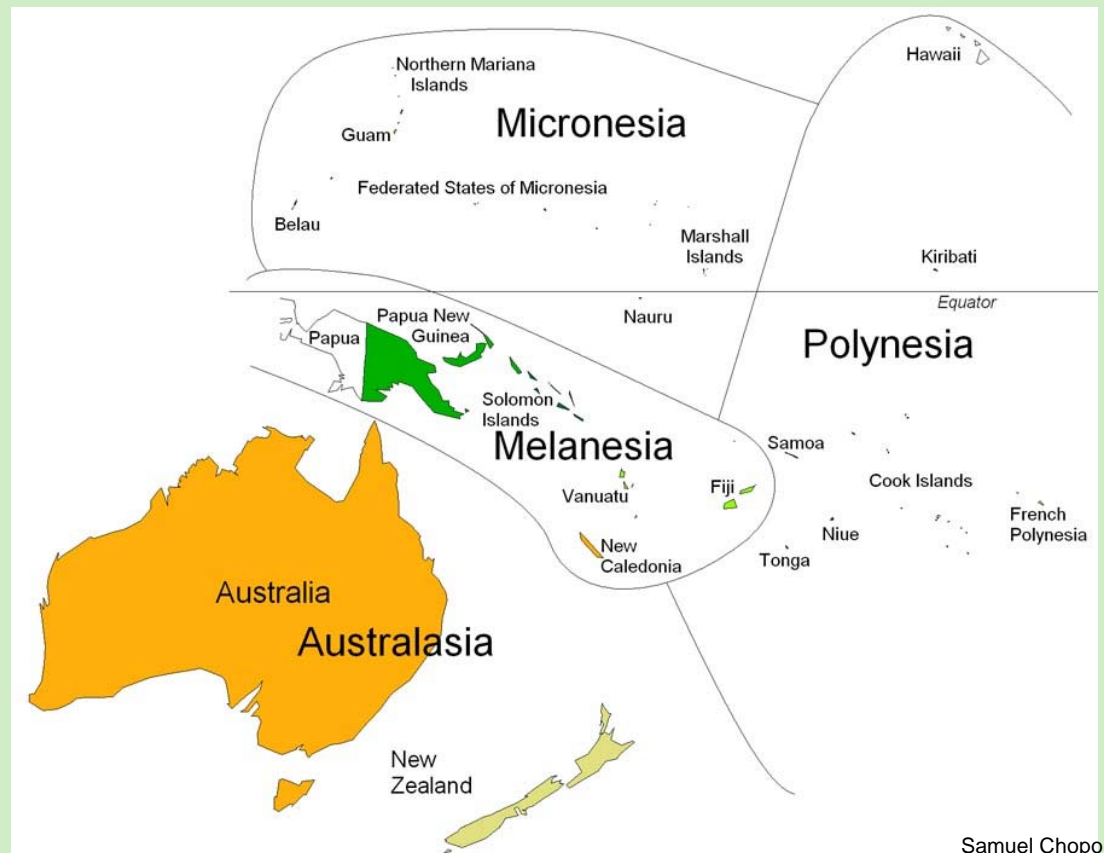 Hawaii
Northern Mariana
Islands
Micronesia
Guam
Federated States of Micronesia
Belau
Marshall
Islands
Kiribati
Equator
Papua New
Guinea
Nauru
Papua
Polynesia
Solomon
Islands
Melanesia
Samoa
Cook Islands
Vanuatu
Fiji
French
Polynesia
Niue
New
Caledonia
Tonga
Australia
Australasia
New
Zealand
Samuel Chopo